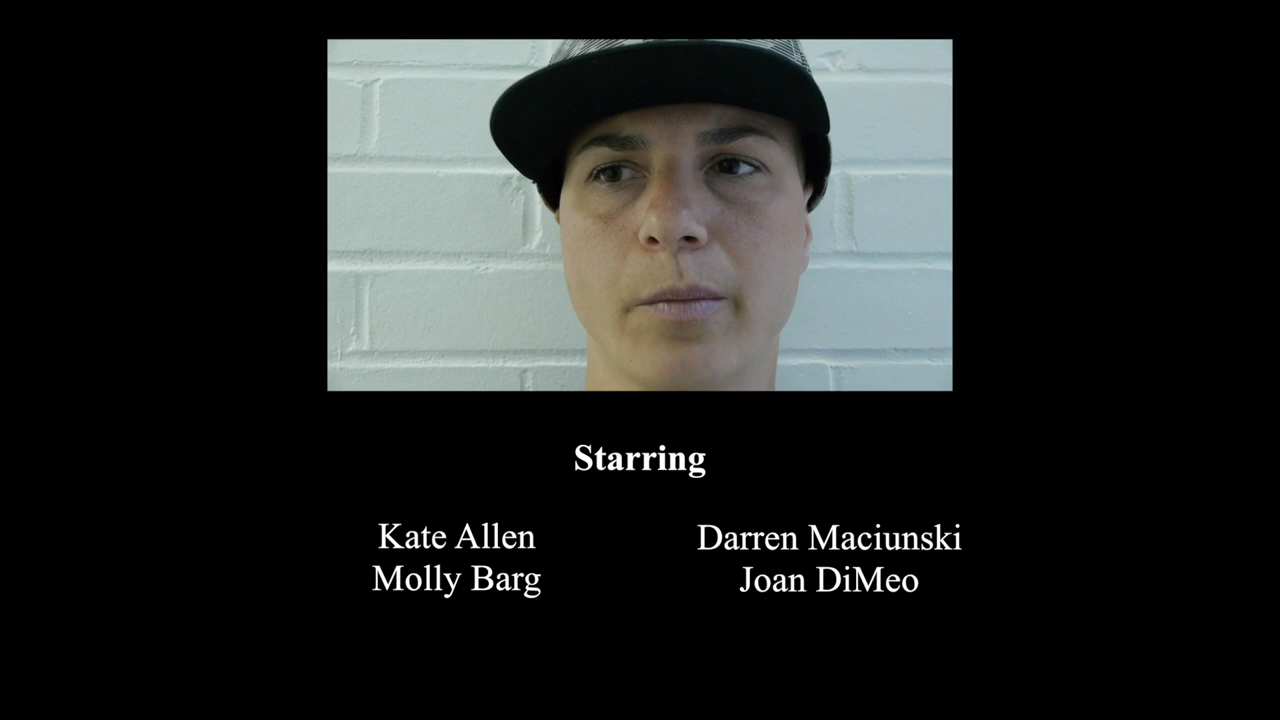 Starring
Kate Allen
Molly Barg
Darren Maciunski
Joan DiMeo